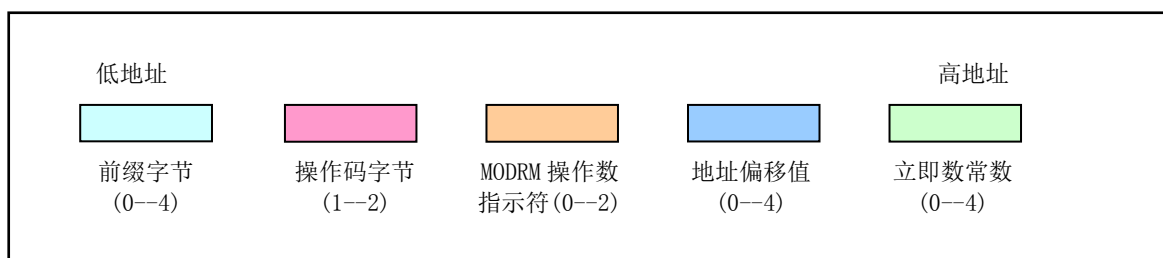 低地址
高地址
前缀字节
(0--4)
操作码字节
(1--2)
MODRM 操作数
指示符(0--2)
地址偏移值
(0--4)
立即数常数
(0--4)